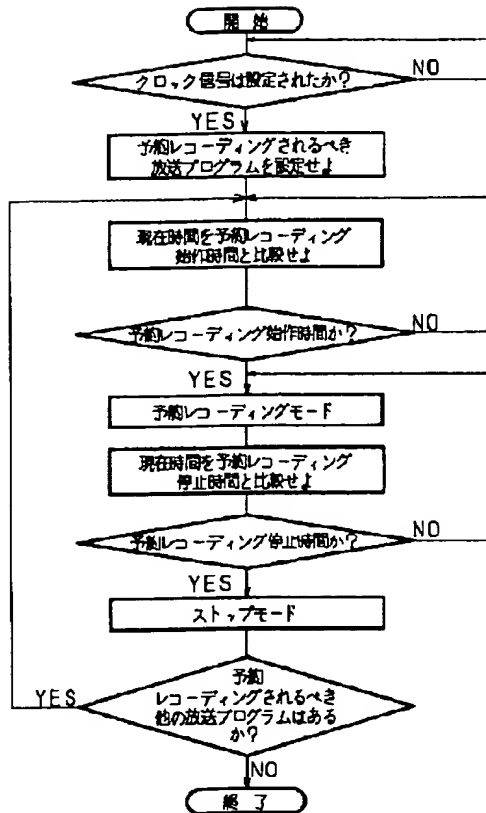 開始
クロック信号は設定されたか?
NO
YES
予約レコーディングされるべき
放送プログラムを設定せよ
現在時間を予約レコーディング
始作時間と比較せよ
予約レコーディング始作時間か?
NO
YES
予約レコーディングモード
現在時間を予約レコーディング
停止時間と比較せよ
予約レコーディング停止時間か?
NO
YES
ストップモード
予約
レコーディングされるべき
他の放送プログラムはある
か?
YES
NO
終了